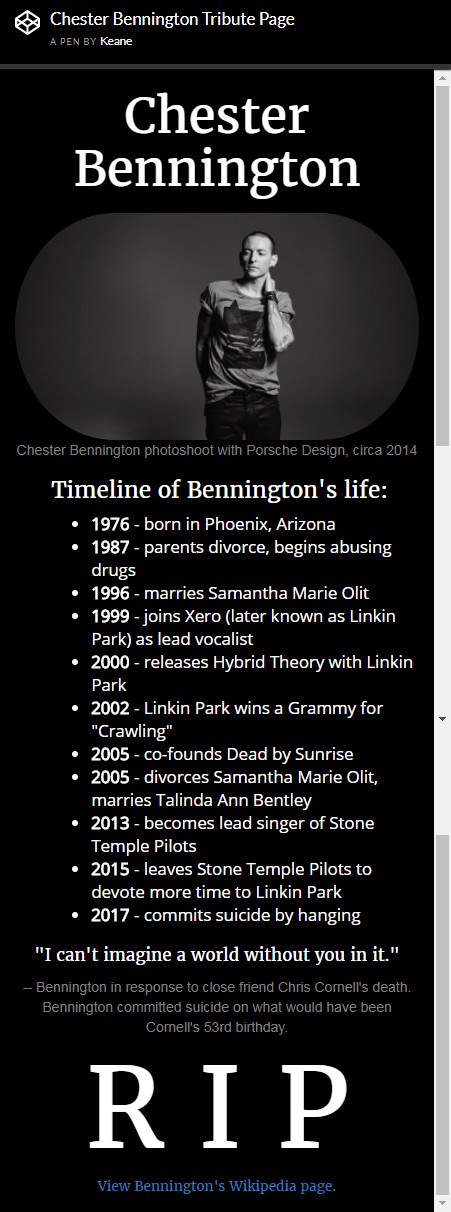 Chester Bennington Tribute Page
A PEN BY Keane
Chester
Bennington
Chester Bennington photoshoot with Porsche Design, circa 2014
Timeline of Bennington's life:
• 1976 - born in Phoenix, Arizona
• 1987 - parents divorce, begins abusing
drugs
• 1996 - marries Samantha Marie Olit
• 1999 - joins Xero (later known as Linkin
Park) as lead vocalist
• 2000 - releases Hybrid Theory with Linkin
Park
• 2002 - Linkin Park wins a Grammy for
"Crawling"
• 2005 - co-founds Dead by Sunrise
• 2005 - divorces Samantha Marie Olit,
marries Talinda Ann Bentley
• 2013 - becomes lead singer of Stone
Temple Pilots
• 2015 - leaves Stone Temple Pilots to
devote more time to Linkin Park
• 2017 - commits suicide by hanging
"I can't imagine a world without you in it."
-- Bennington in response to close friend Chris Cornell's death.
Bennington committed suicide on what would have been
Cornell's 53rd birthday.
R I P
View Bennington's Wikipedia page.